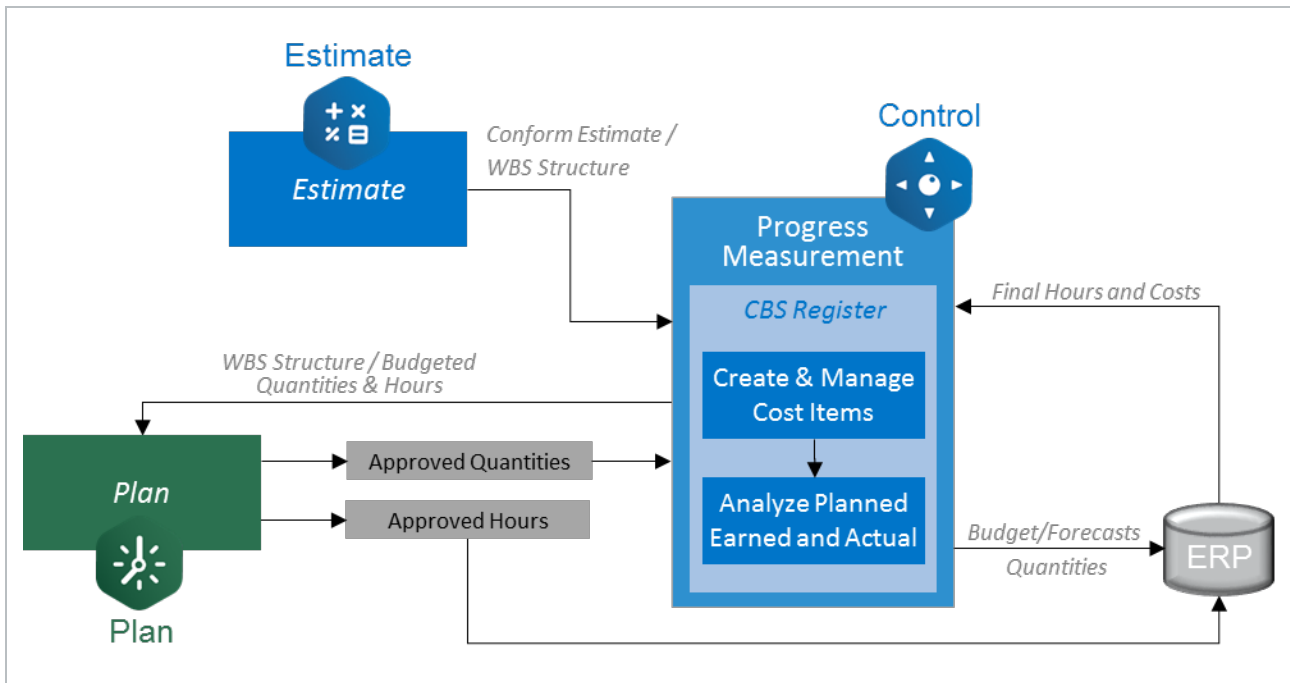 Estimate
Estimate
Conform Estimate /
WBS Structure
Control
Progress
Measurement
CBS Register
Create & Manage
Cost Items
Analyze Planned
Earned and Actual
Final Hours and Costs
WBS Structure / Budgeted
Quantities & Hours
Plan
Plan
Approved Quantities
Approved Hours
Budget/Forecasts
Quantities
ERP